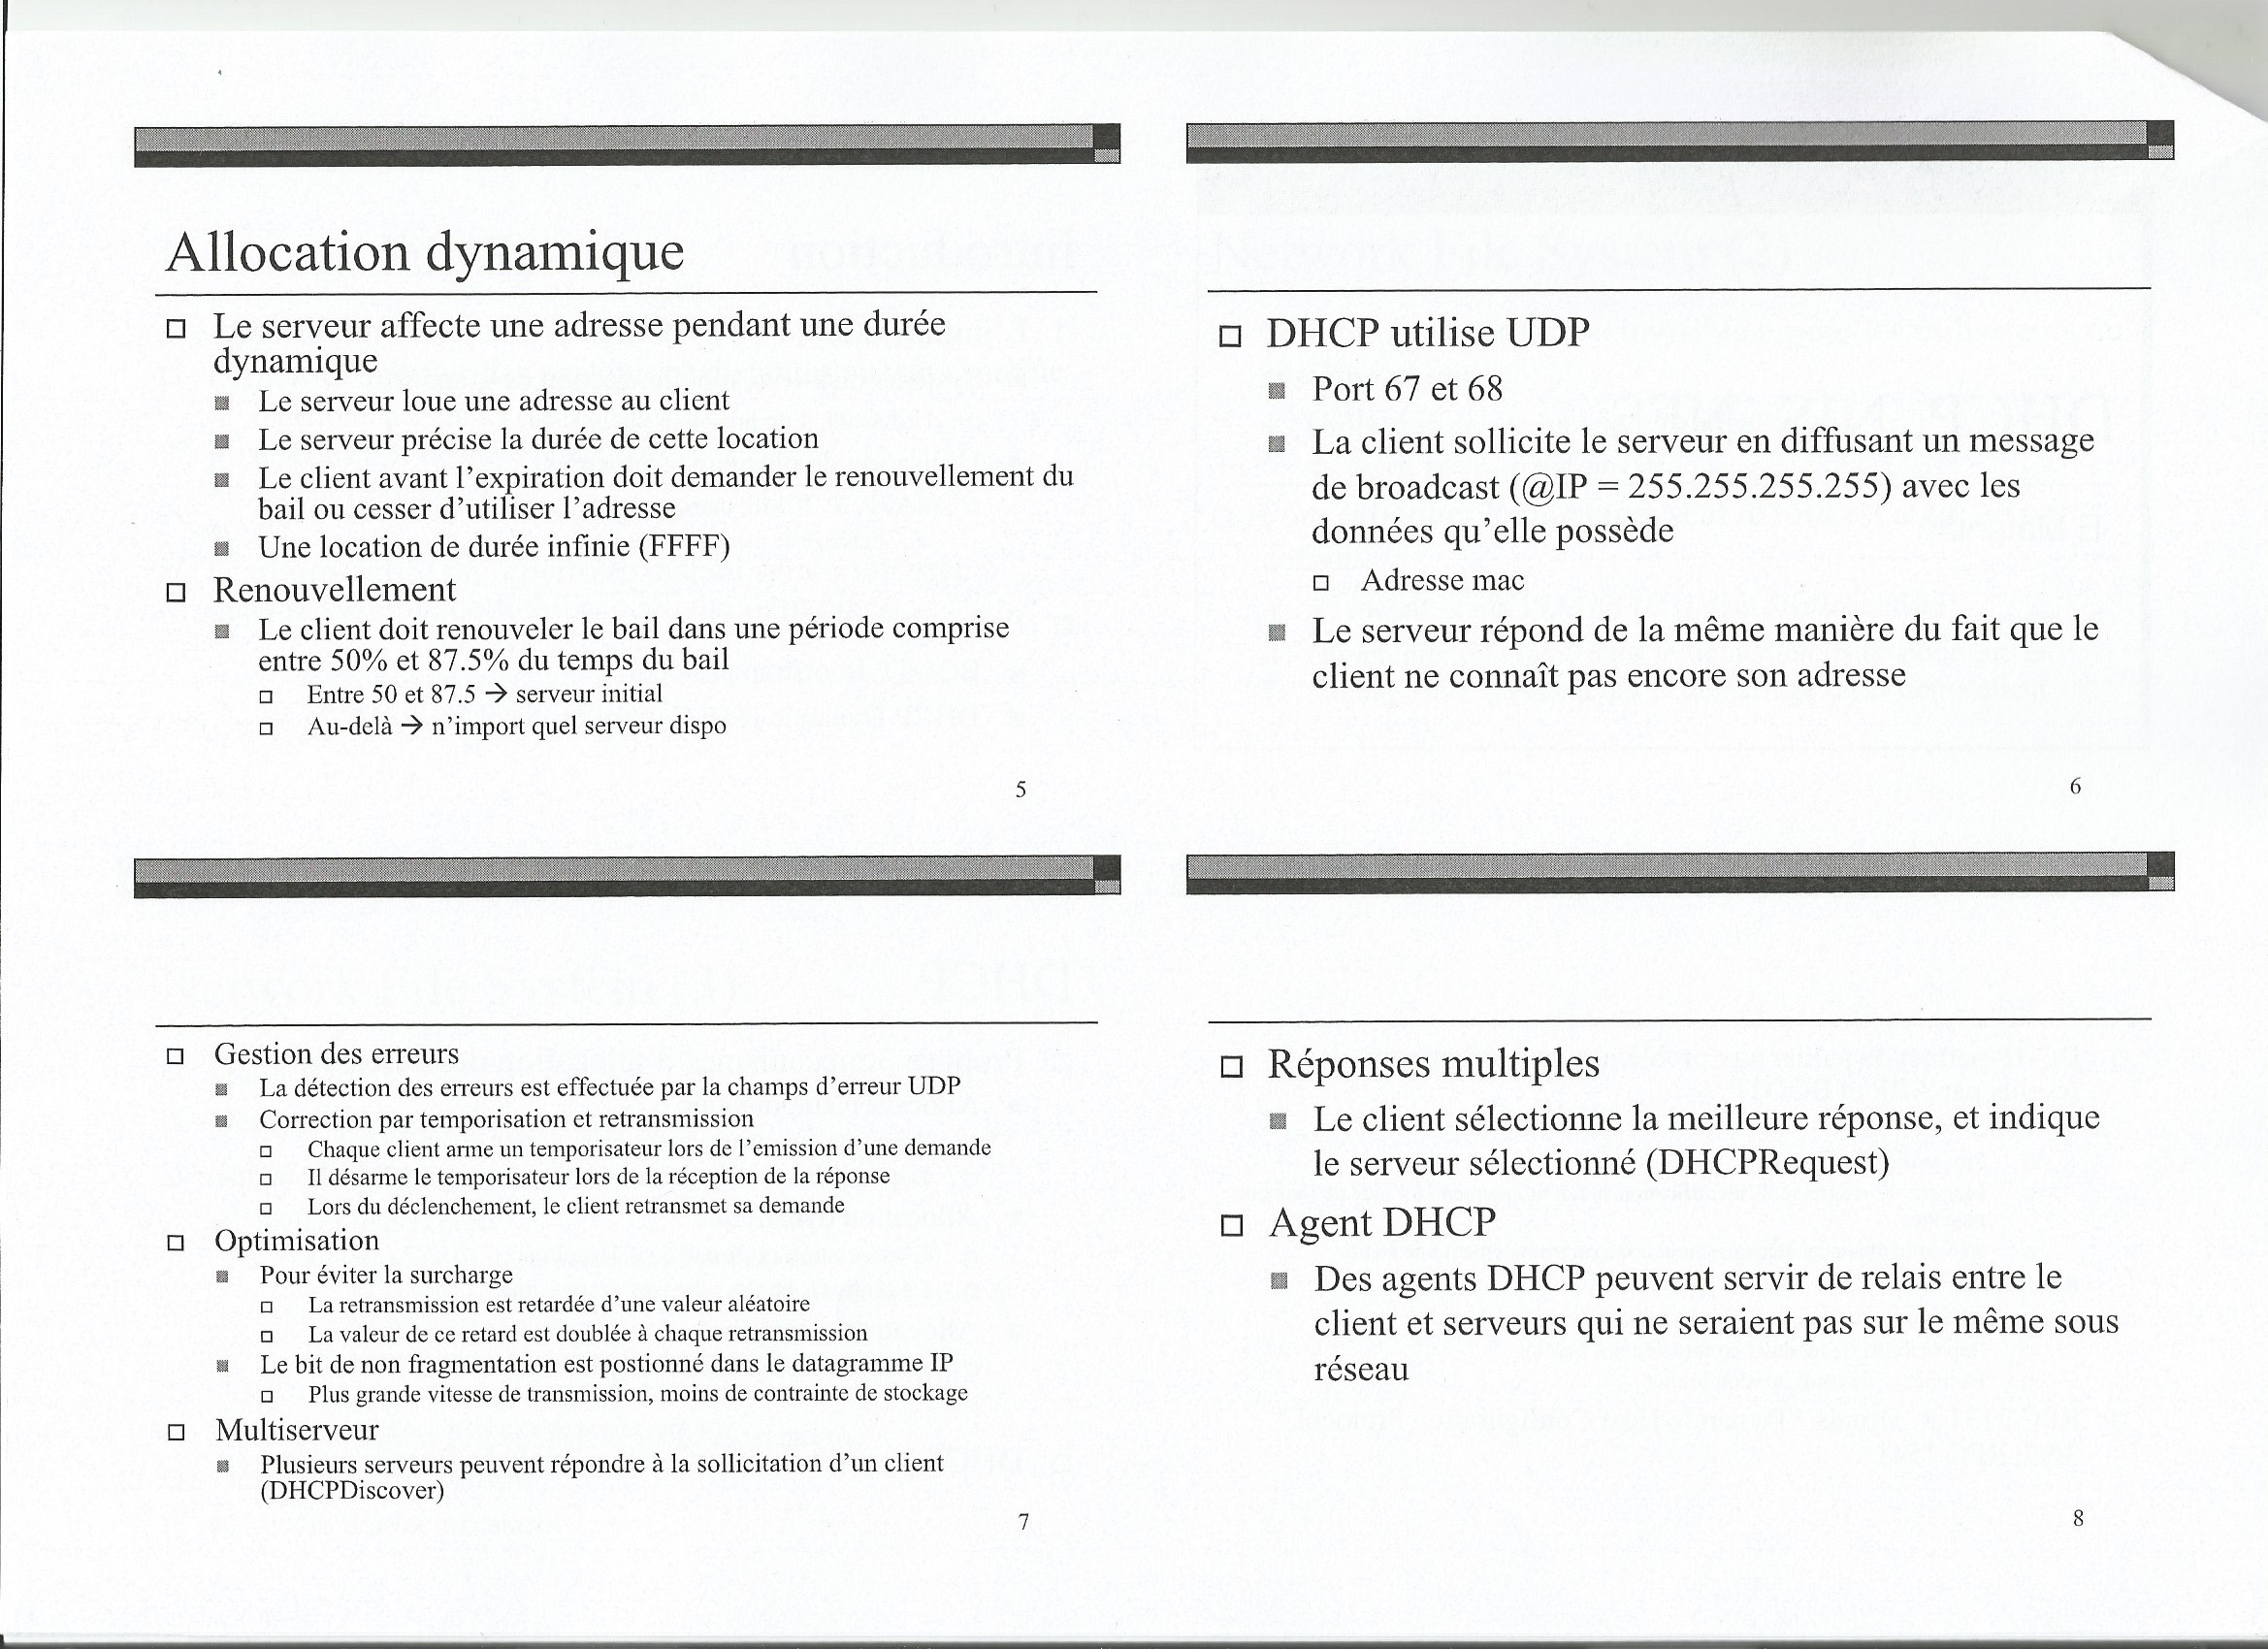 Allocation dynamique
Le serveur affecte une adresse pendant une durée
dynamique
Le serveur loue une adresse au client
Le serveur précise la durée de cette location
Le client avant l'expiration doit demander le renouvellement du
bail ou cesser d'utiliser l'adresse
Une location de durée infinie (FFFF)
Renouvellement
Le client doit renouveler le bail dans une période comprise
entre 50% et 87.5% du temps du bail
Entre 50 et 87.5 → serveur initial
Au-delà → n'import quel serveur dispo
5
DHCP utilise UDP
Port 67 et 68
La client sollicite le serveur en diffusant un message
de broadcast (@IP = 255.255.255.255) avec les
données qu'elle possède
Adresse mac
Le serveur répond de la même manière du fait que le
client ne connaît pas encore son adresse
6
Gestion des erreurs
La détection des erreurs est effectuée par la champs d'erreur UDP
Correction par temporisation et retransmission
Chaque client arme un temporisateur lors de l'emission d'une demande
Il désarme le temporisateur lors de la réception de la réponse
Lors du déclenchement, le client retransmet sa demande
Optimisation
Pour éviter la surcharge
La retransmission est retardée d'une valeur aléatoire
La valeur de ce retard est doublée à chaque retransmission
Le bit de non fragmentation est postionné dans le datagramme IP
Plus grande vitesse de transmission, moins de contrainte de stockage
Multiserveur
Plusieurs serveurs peuvent répondre à la sollicitation d'un client
(DHCPDiscover)
7
Réponses multiples
Le client sélectionne la meilleure réponse, et indique
le serveur sélectionné (DHCPRequest)
Agent DHCP
Des agents DHCP peuvent servir de relais entre le
client et serveurs qui ne seraient pas sur le même sous
réseau
8